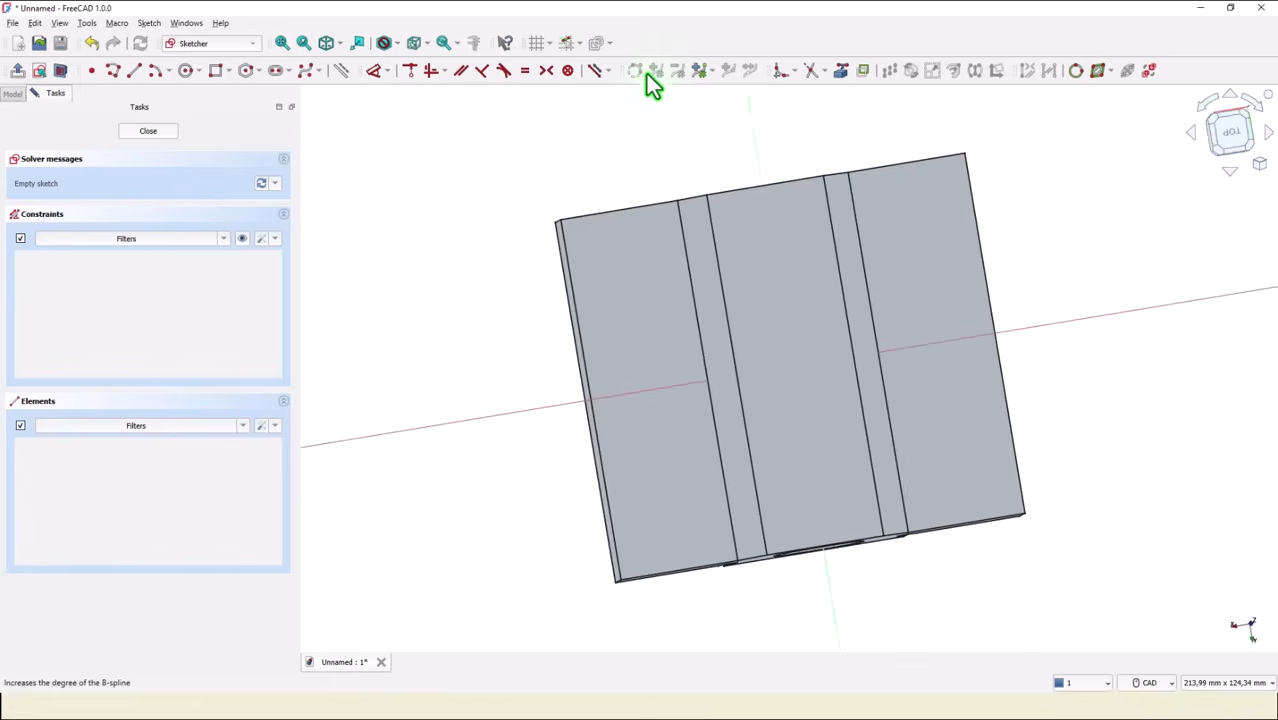 * Unnamed - FreeCAD 1.0.0
File Edit View Tools Macro Sketch Windows Help
Sketcher
Model Tasks
Tasks
Close
Solver messages
Empty sketch
Constraints
Filters
Elements
Filters
TOP
Unnamed : 1*
Increases the degree of the B-spline
1 CAD 213,99 mm x 124,34 mm